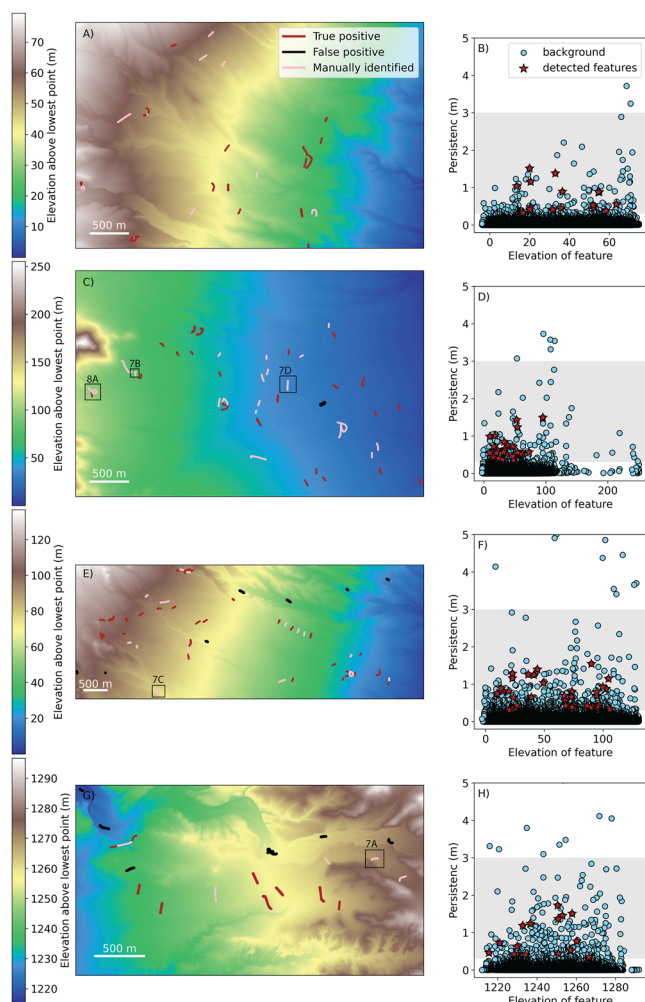 A)
True positive
False positive
Manually identified
500 m
70
60
50
40
30
20
10
Elevation above lowest point (m)
B)
background
detected features
5
4
3
2
1
0
Persistenc (m)
0 20 40 60
Elevation of feature
C)
8A
7B
7D
500 m
250
200
150
100
50
Elevation above lowest point (m)
D)
5
4
3
2
1
0
Persistenc (m)
0 100 200
Elevation of feature
E)
7C
500 m
120
100
80
60
40
20
Elevation above lowest point (m)
F)
5
4
3
2
1
0
Persistenc (m)
0 50 100
Elevation of feature
G)
7A
500 m
1290
1280
1270
1260
1250
1240
1230
1220
Elevation above lowest point (m)
H)
5
4
3
2
1
0
Persistenc (m)
1220 1240 1260 1280
Elevation of feature